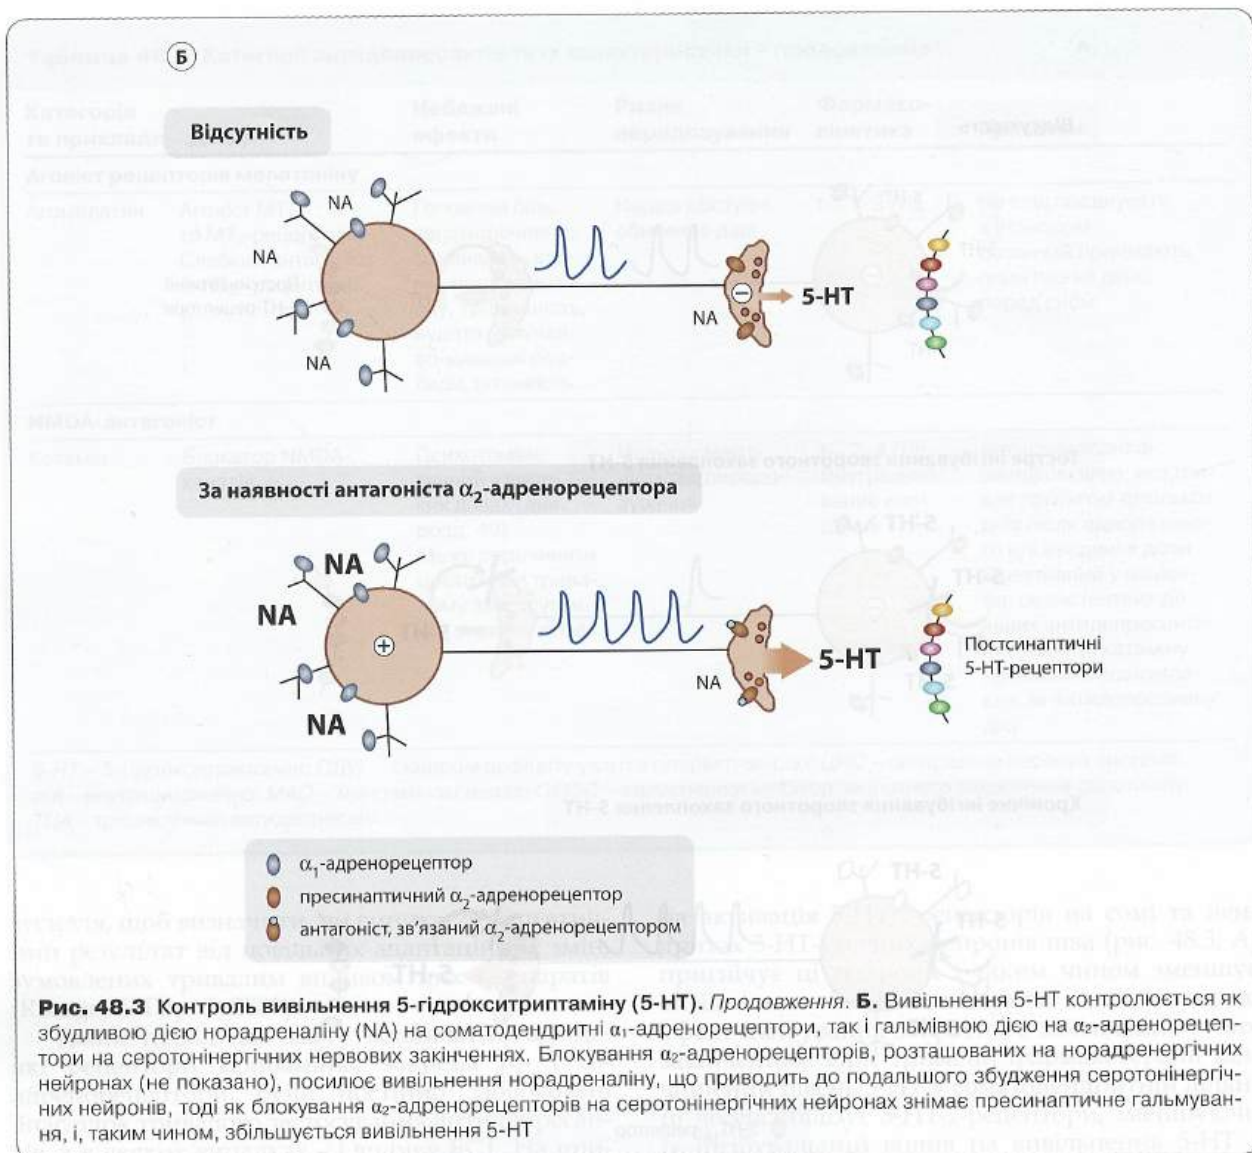 Б
Відсутність
NA
NA
NA
NA
5-HT
За наявності антагоніста α₂-адренорецептора
NA
NA
NA
NA
5-HT
Постсинаптичні
5-НТ-рецептори
α₁-адренорецептор
пресинаптичний α₂-адренорецептор
антагоніст, зв'язаний α₂-адренорецептором
Рис. 48.3 Контроль вивільнення 5-гідрокситриптаміну (5-НТ). Продовження. Б. Вивільнення 5-НТ контролюється як
збудливою дією норадреналіну (NA) на соматодендритні α₁-адренорецептори, так і гальмівною дією на α₂-адренорецеп-
тори на серотонінергічних нервових закінченнях. Блокування α₂-адренорецепторів, розташованих на норадренергічних
нейронах (не показано), посилює вивільнення норадреналіну, що приводить до подальшого збудження серотонінергіч-
них нейронів, тоді як блокування α₂-адренорецепторів на серотонінергічних нейронах знімає пресинаптичне гальмуван-
ня, і, таким чином, збільшується вивільнення 5-НТ